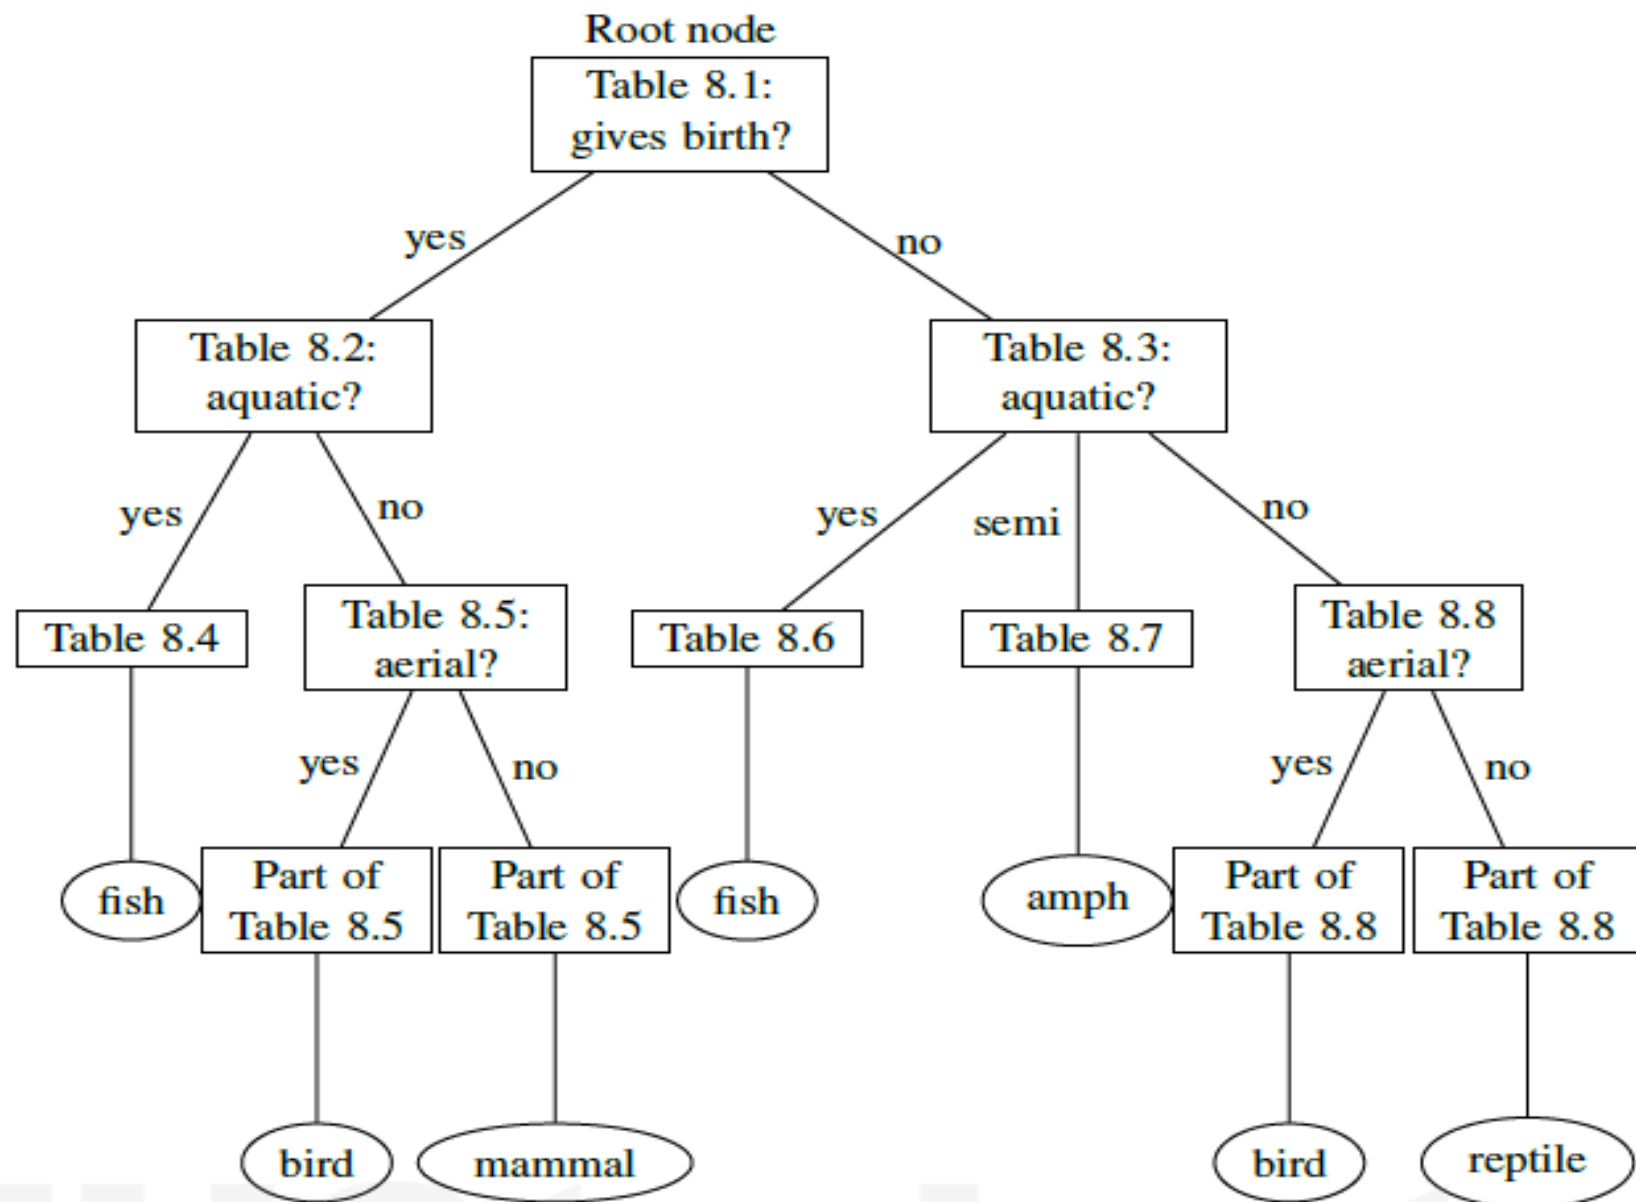 Root node
Table 8.1:
gives birth?
yes
no
Table 8.2:
aquatic?
Table 8.3:
aquatic?
yes
no
yes
semi
no
Table 8.4
Table 8.5:
aerial?
Table 8.6
Table 8.7
Table 8.8
aerial?
yes
no
yes
no
fish
Part of
Table 8.5
Part of
Table 8.5
fish
amph
Part of
Table 8.8
Part of
Table 8.8
bird
mammal
bird
reptile